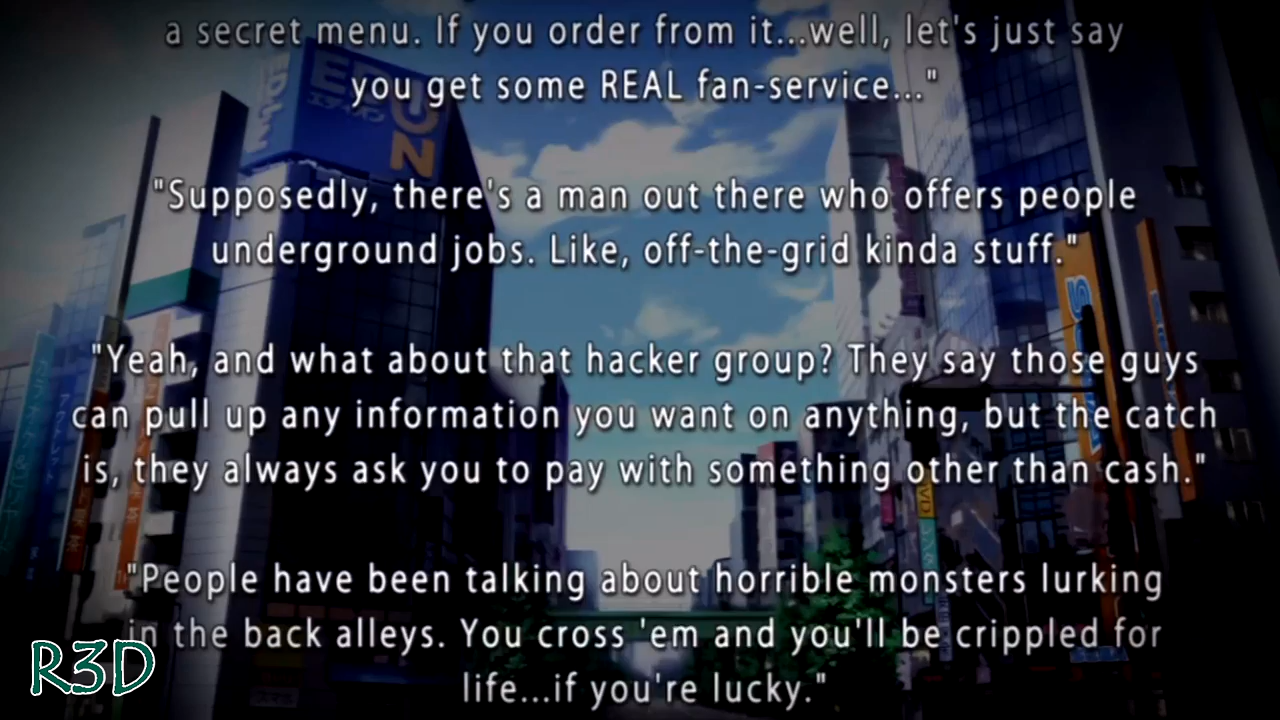 a secret menu. If you order from it...well, let's just say
you get some REAL fan-service..."
"Supposedly, there's a man out there who offers people
underground jobs. Like, off-the-grid kinda stuff."
"Yeah, and what about that hacker group? They say those guys
can pull up any information you want on anything, but the catch
is, they always ask you to pay with something other than cash."
"People have been talking about horrible monsters lurking
in the back alleys. You cross 'em and you'll be crippled for
life...if you're lucky."
R3D